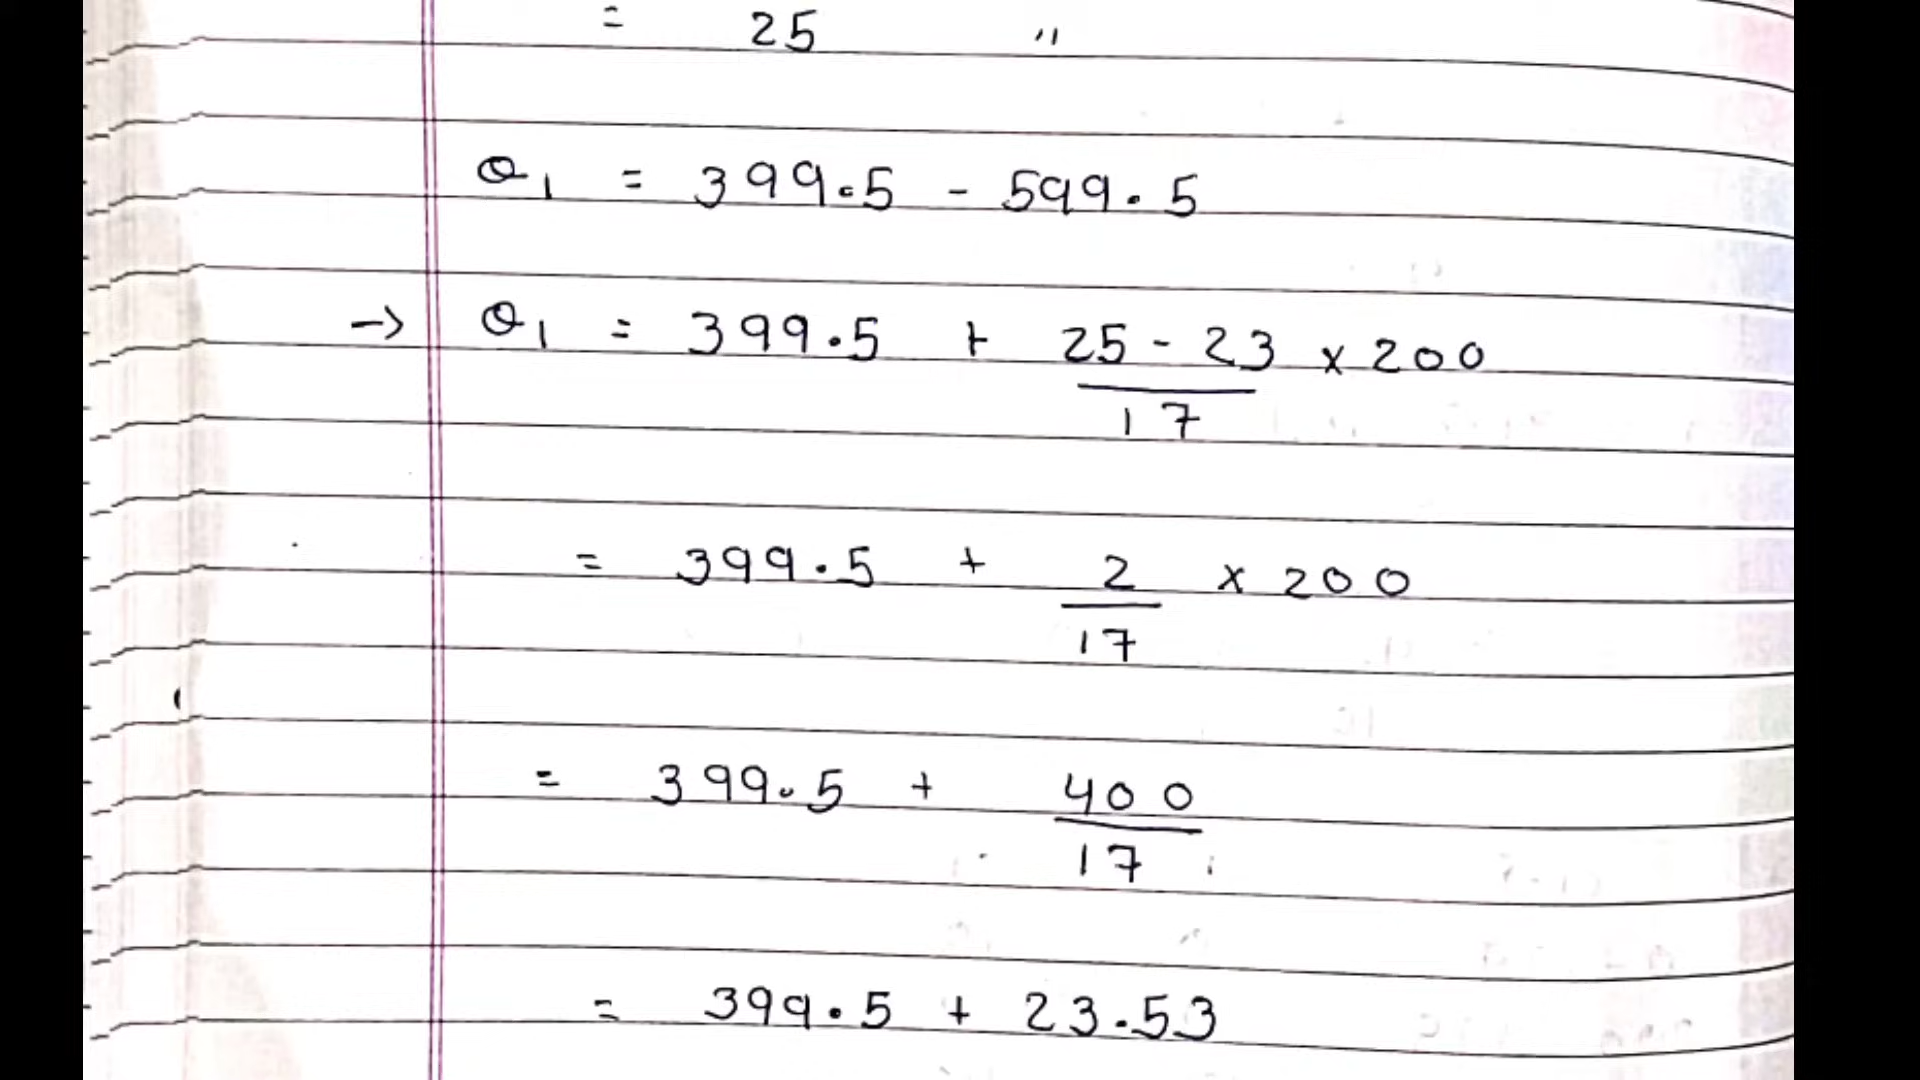 = 25 "
Q1 = 399.5 - 599.5
→ Q1 = 399.5 + 25 - 23 x 200
17
= 399.5 + 2 x 200
17
= 399.5 + 400
17
= 399.5 + 23.53